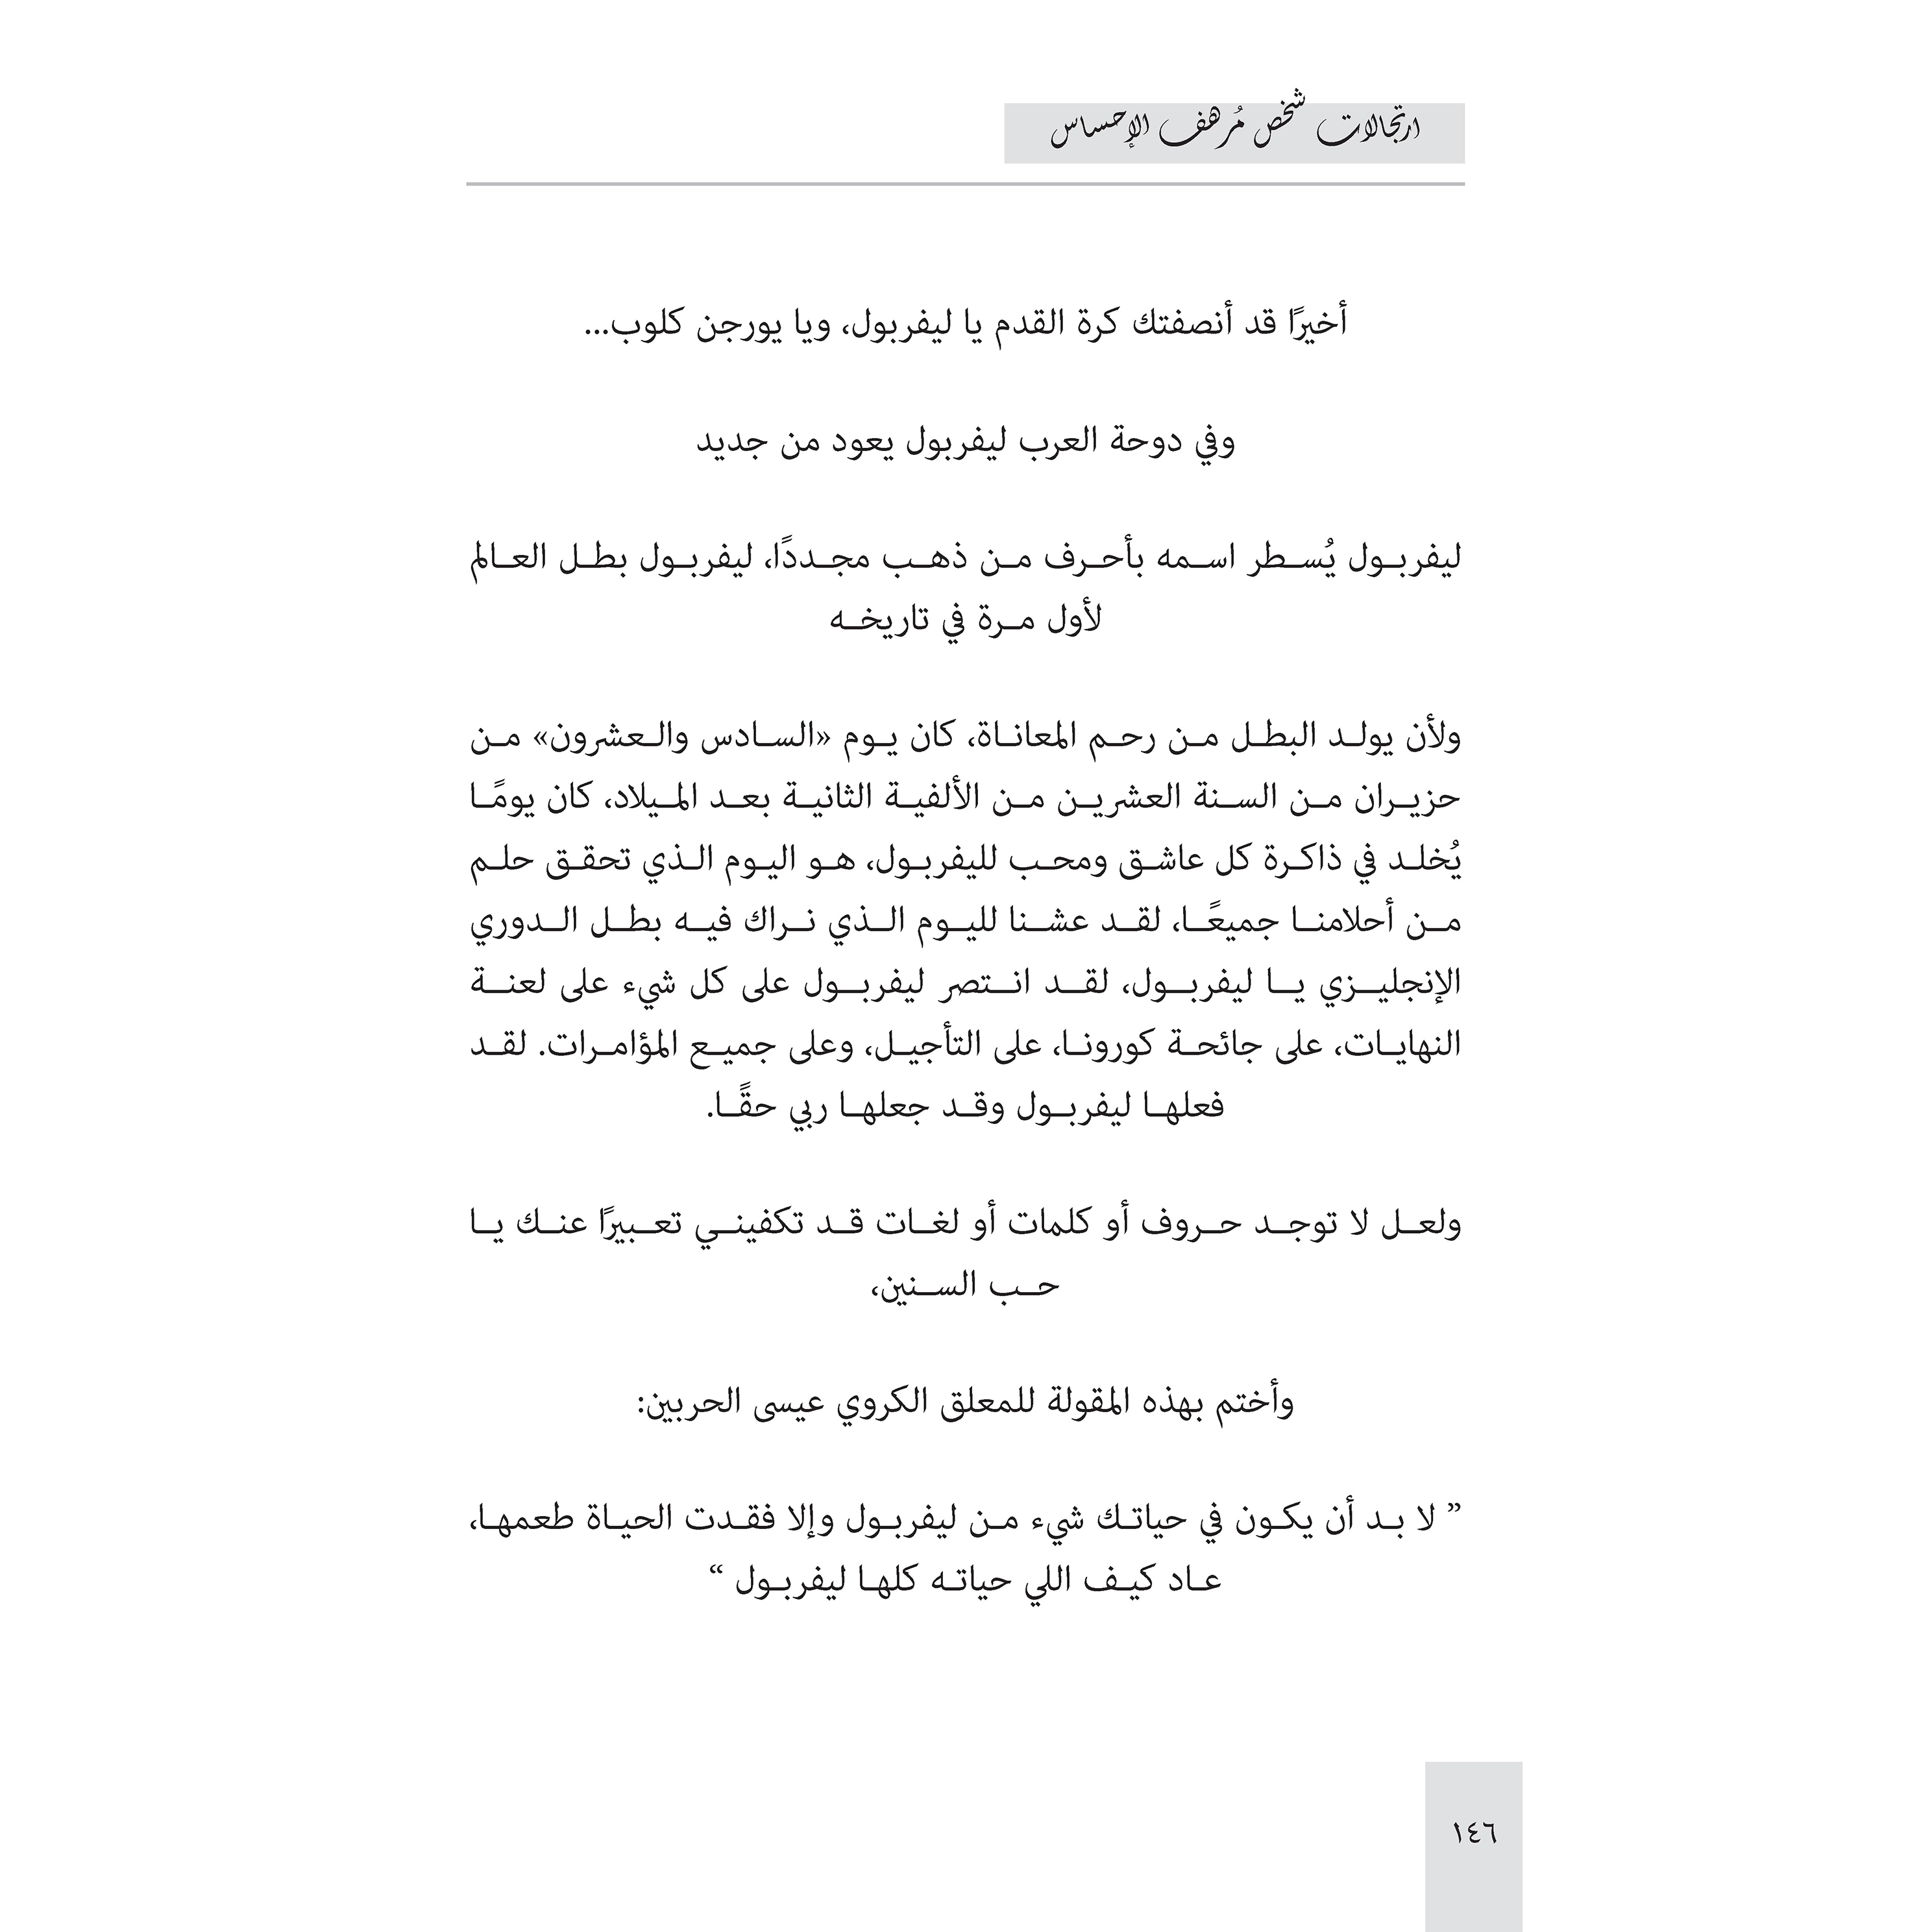 ارتجالات شخص مُرهف الإحساس
أخيرًا قد أنصفتك كرة القدم يا ليفربول، ويا يورجن كلوب...
وفي دوحة العرب ليفربول يعود من جديد
ليفربول يُسطر اسمه بأحرف من ذهب مجددًا، ليفربول بطل العالم
لأول مرة في تاريخه
ولأن يولد البطل من رحم المعاناة، كان يوم «السادس والعشرون» من
حزيران من السنة العشرين من الألفية الثانية بعد الميلاد، كان يومًا
يُخلد في ذاكرة كل عاشق ومحب لليفربول، هو اليوم الذي تحقق حلم
من أحلامنا جميعًا، لقد عشنا لليوم الذي نراك فيه بطل الدوري
الإنجليزي يا ليفربول، لقد انتصر ليفربول على كل شيء على لعنة
النهايات، على جائحة كورونا، على التأجيل، وعلى جميع المؤامرات. لقد
فعلها ليفربول وقد جعلها ربي حقًّا.
ولعل لا توجد حروف أو كلمات أو لغات قد تكفيني تعبيرًا عنك يا
حب السنين،
وأختم بهذه المقولة للمعلق الكروي عيسى الحربين:
” لا بد أن يكون في حياتك شيء من ليفربول وإلا فقدت الحياة طعمها،
عاد كيف اللي حياته كلها ليفربول “
١٤٦